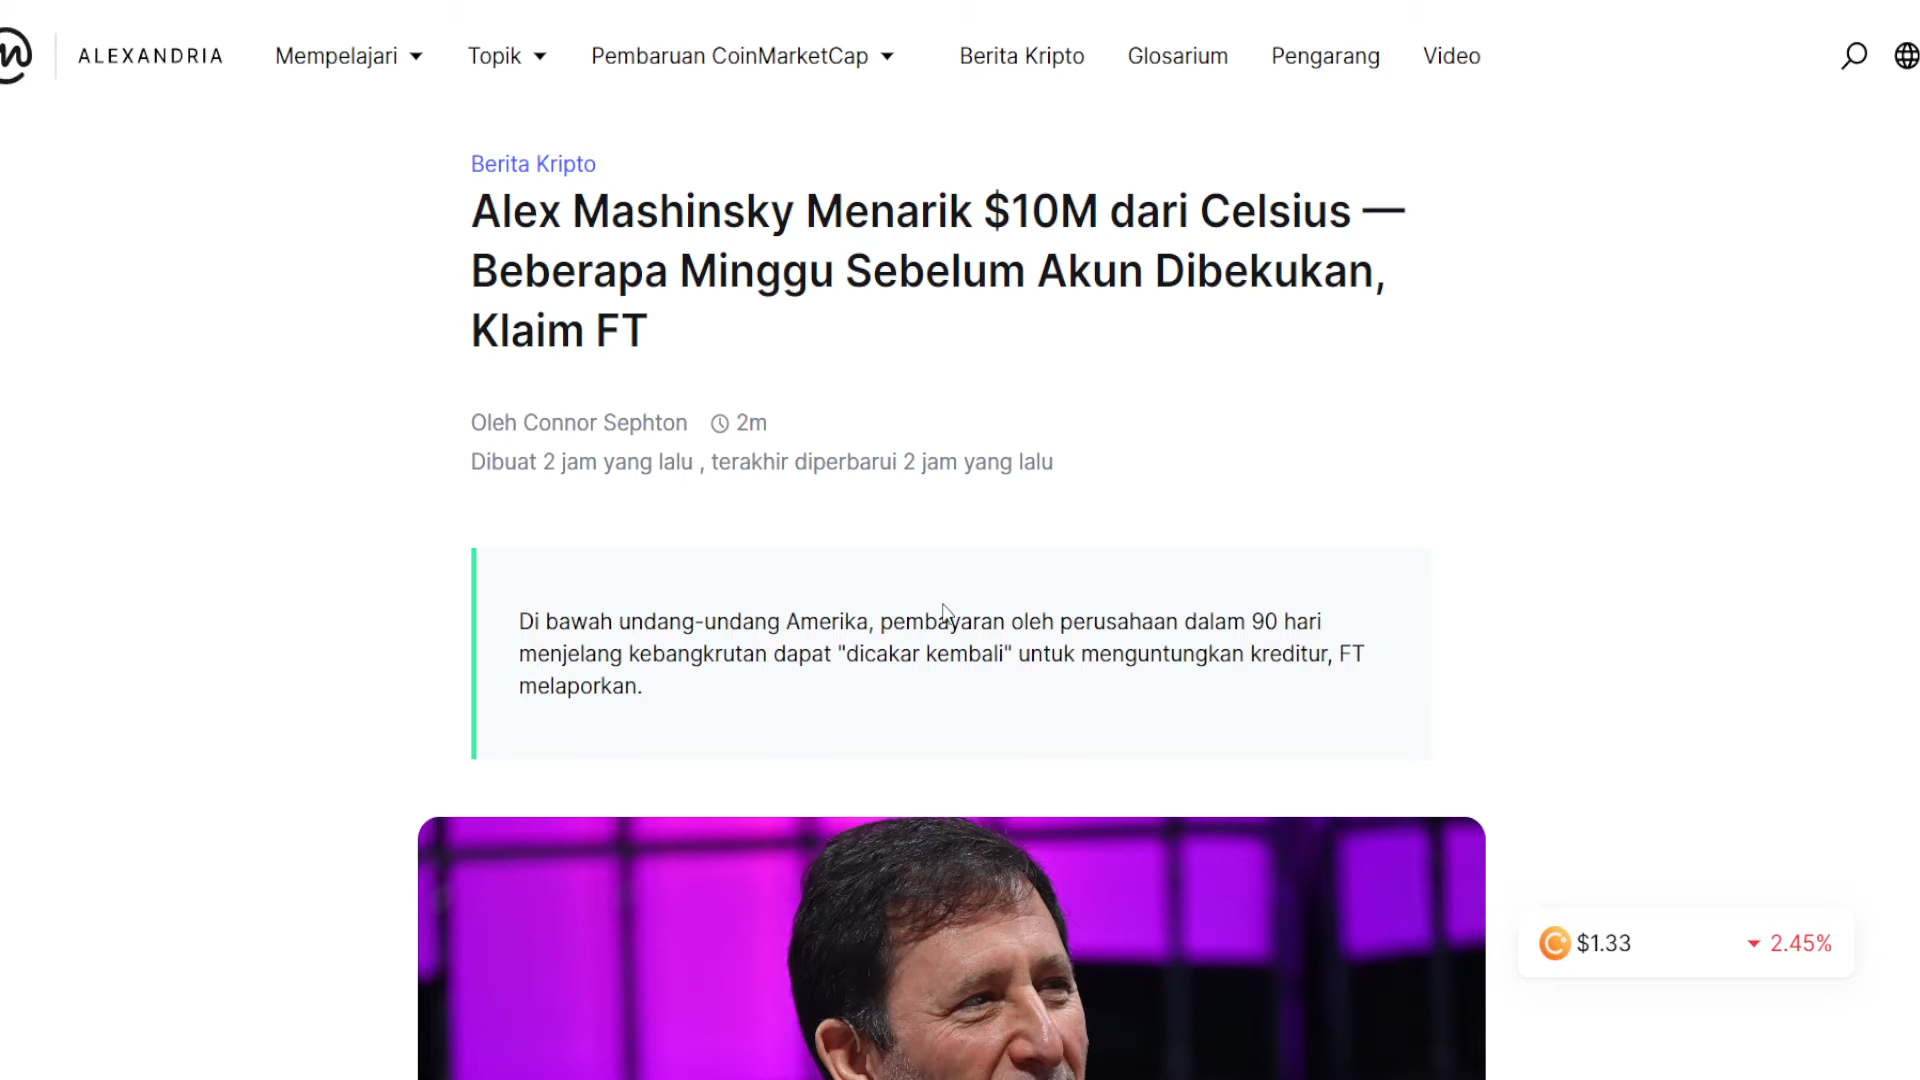 ALEXANDRIA Mempelajari Topik Pembaruan CoinMarketCap Berita Kripto Glosarium Pengarang Video
Berita Kripto
Alex Mashinsky Menarik $10M dari Celsius —
Beberapa Minggu Sebelum Akun Dibekukan,
Klaim FT
Oleh Connor Sephton 2m
Dibuat 2 jam yang lalu , terakhir diperbarui 2 jam yang lalu
Di bawah undang-undang Amerika, pembayaran oleh perusahaan dalam 90 hari
menjelang kebangkrutan dapat "dicakar kembali" untuk menguntungkan kreditur, FT
melaporkan.
$1.33 2.45%